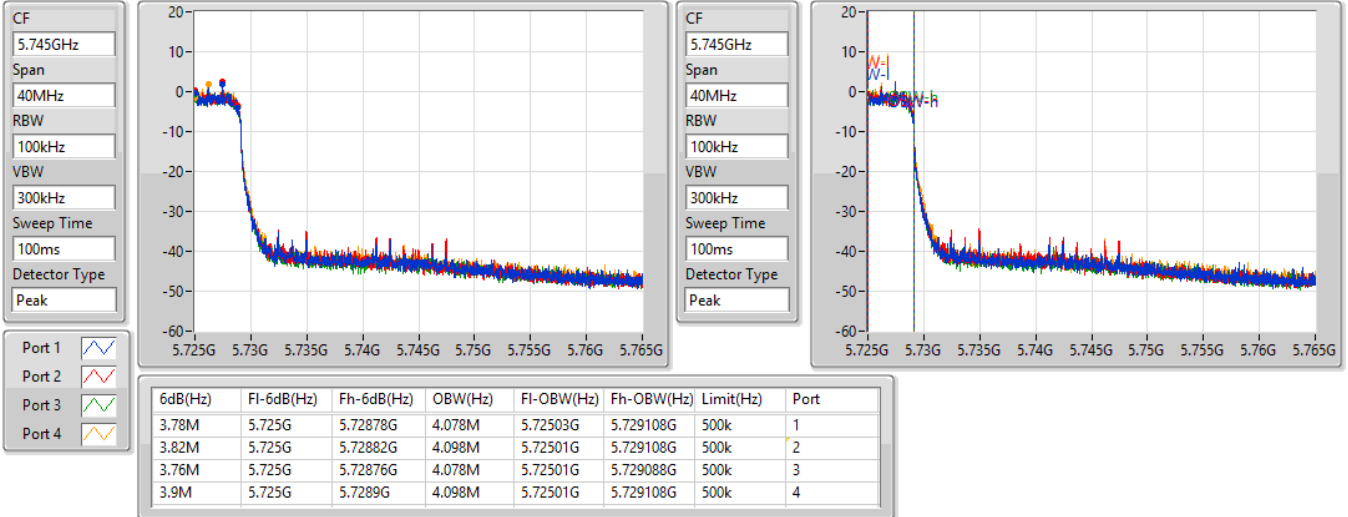 CF
5.745GHz
Span
40MHz
RBW
100kHz
VBW
300kHz
Sweep Time
100ms
Detector Type
Peak
20
10
0
-10
-20
-30
-40
-50
-60
5.725G 5.73G 5.735G 5.74G 5.745G 5.75G 5.755G 5.76G 5.765G
CF
5.745GHz
Span
40MHz
RBW
100kHz
VBW
300kHz
Sweep Time
100ms
Detector Type
Peak
20
10
0
-10
-20
-30
-40
-50
-60
W-l
W-l
W-h
5.725G 5.73G 5.735G 5.74G 5.745G 5.75G 5.755G 5.76G 5.765G
Port 1
Port 2
Port 3
Port 4
6dB(Hz) Fl-6dB(Hz) Fh-6dB(Hz) OBW(Hz) Fl-OBW(Hz) Fh-OBW(Hz) Limit(Hz) Port
3.78M 5.725G 5.72878G 4.078M 5.72503G 5.729108G 500k 1
3.82M 5.725G 5.72882G 4.098M 5.72501G 5.729108G 500k 2
3.76M 5.725G 5.72876G 4.078M 5.72501G 5.729088G 500k 3
3.9M 5.725G 5.7289G 4.098M 5.72501G 5.729108G 500k 4